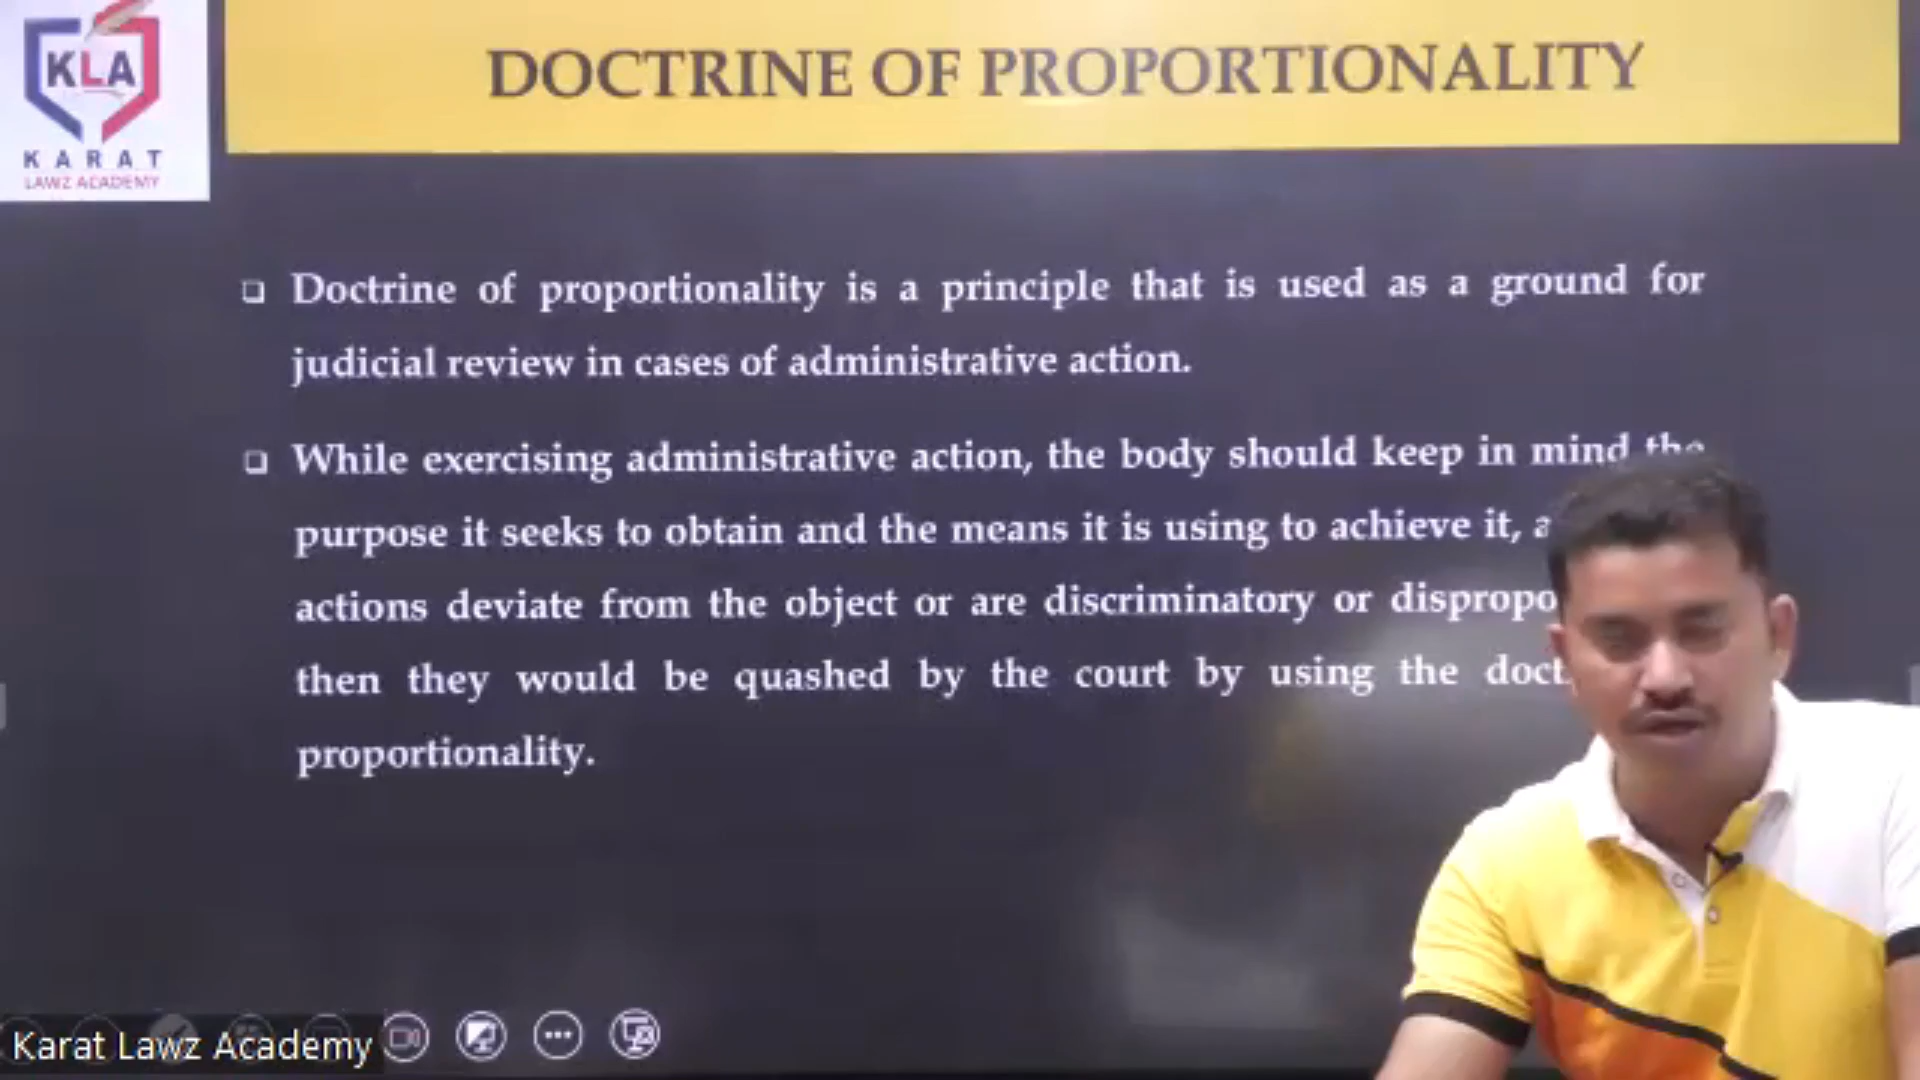 KLA
KARAT
LAWZ ACADEMY
DOCTRINE OF PROPORTIONALITY
Doctrine of proportionality is a principle that is used as a ground for
judicial review in cases of administrative action.
While exercising administrative action, the body should keep in mind the
purpose it seeks to obtain and the means it is using to achieve it,
actions deviate from the object or are discriminatory or
then they would be quashed by the court by using the
proportionality.
Karat Lawz Academy